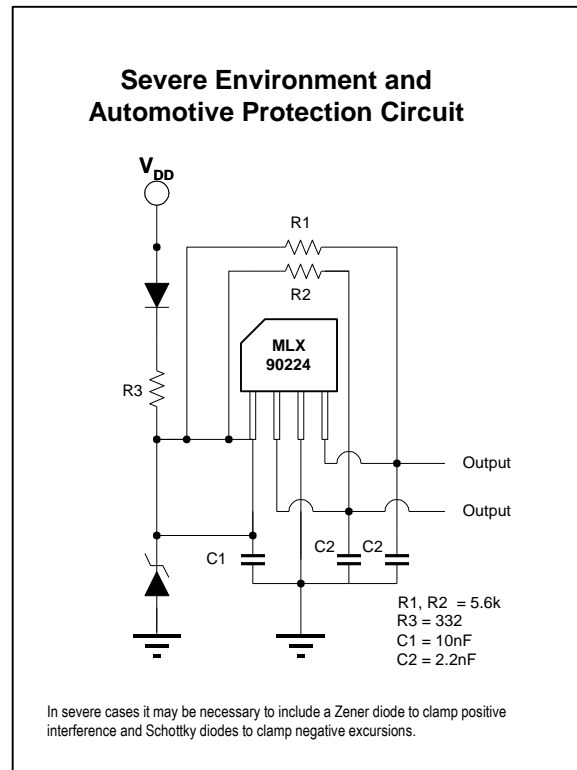 Severe Environment and
Automotive Protection Circuit
VDD
R1
R2
MLX
90224
R3
Output
Output
C1
C2
C2
R1, R2 = 5.6k
R3 = 332
C1 = 10nF
C2 = 2.2nF
In severe cases it may be necessary to include a Zener diode to clamp positive
interference and Schottky diodes to clamp negative excursions.